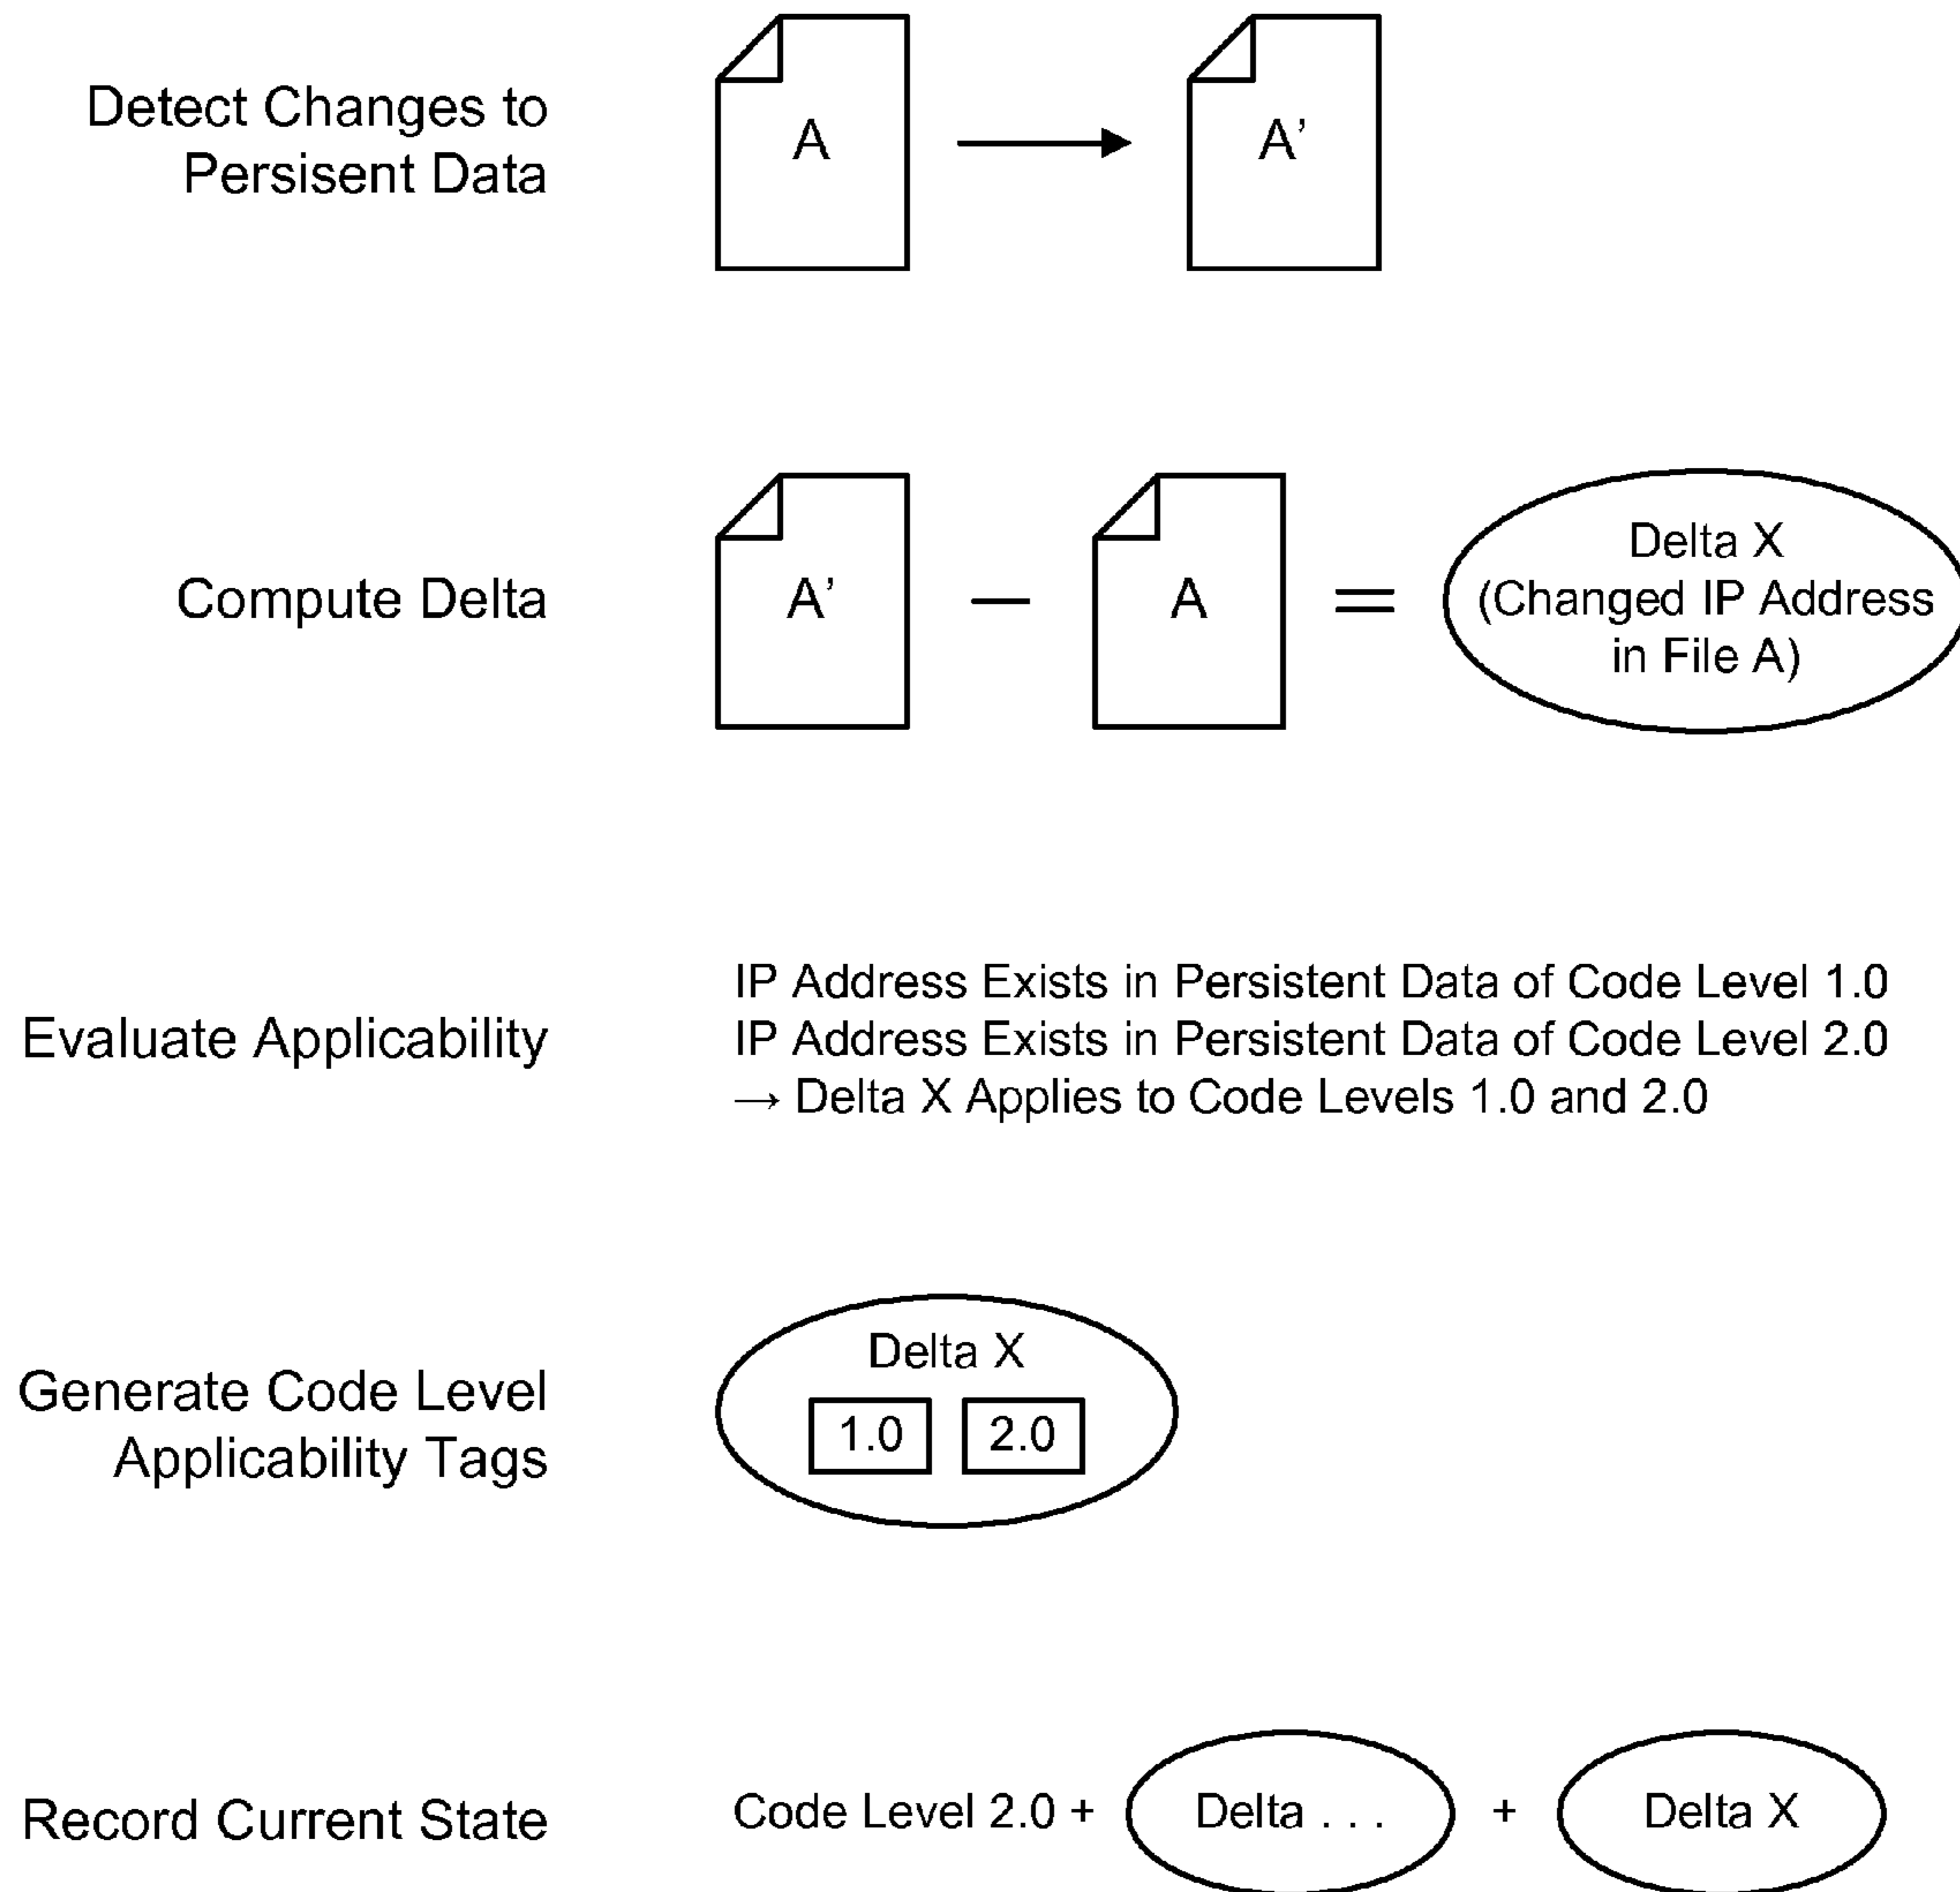 Detect Changes to
Persisent Data
A
A’
Compute Delta
A’
—
A
=
Delta X
(Changed IP Address
in File A)
Evaluate Applicability
IP Address Exists in Persistent Data of Code Level 1.0
IP Address Exists in Persistent Data of Code Level 2.0
→ Delta X Applies to Code Levels 1.0 and 2.0
Generate Code Level
Applicability Tags
Delta X
1.0
2.0
Record Current State
Code Level 2.0 +
Delta . . .
+
Delta X